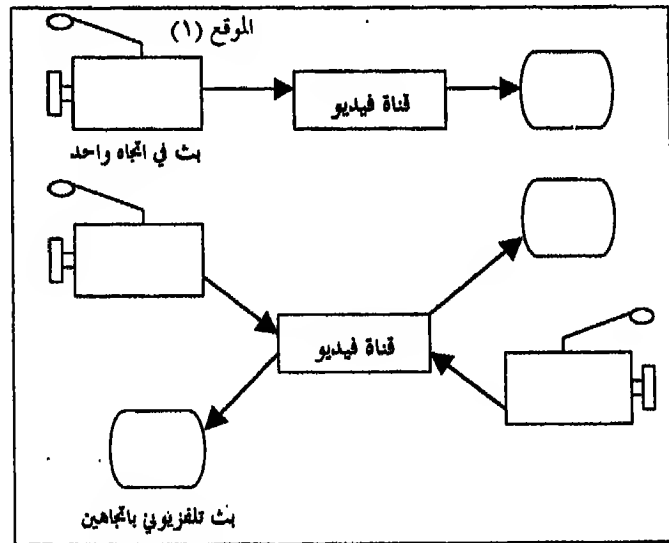 الموقع (١)
قناة فيديو
بث في اتجاه واحد
قناة فيديو
بث تلفزيوني باتجاهين